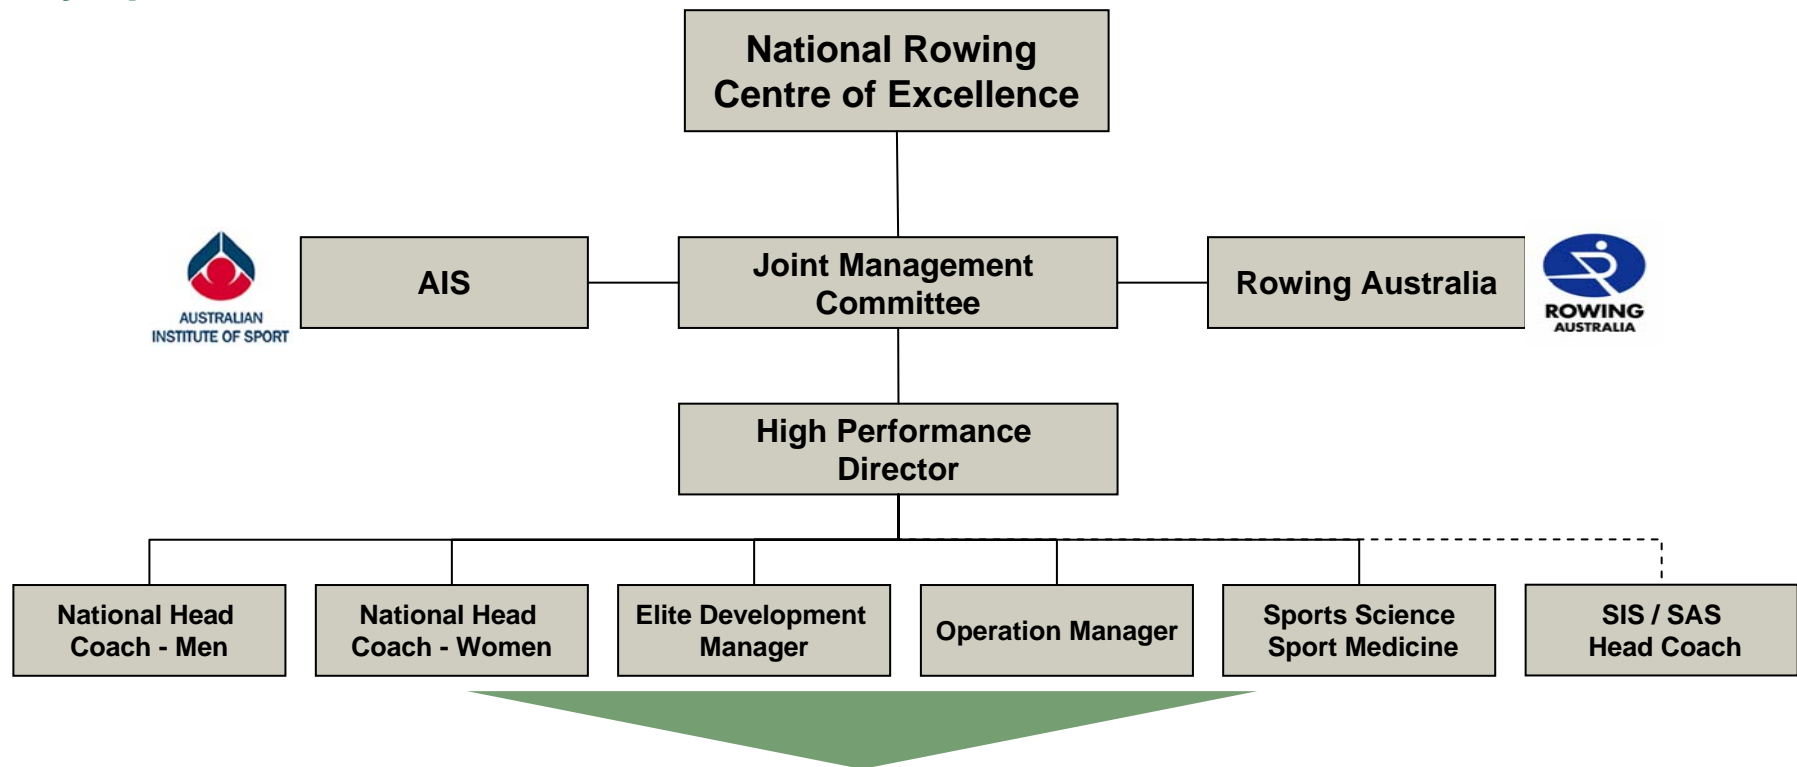 National Rowing
Centre of Excellence
AUSTRALIAN
INSTITUTE OF SPORT
AIS
Joint Management
Committee
Rowing Australia
ROWING
AUSTRALIA
High Performance
Director
National Head
Coach - Men
National Head
Coach - Women
Elite Development
Manager
Operation Manager
Sports Science
Sport Medicine
SIS / SAS
Head Coach